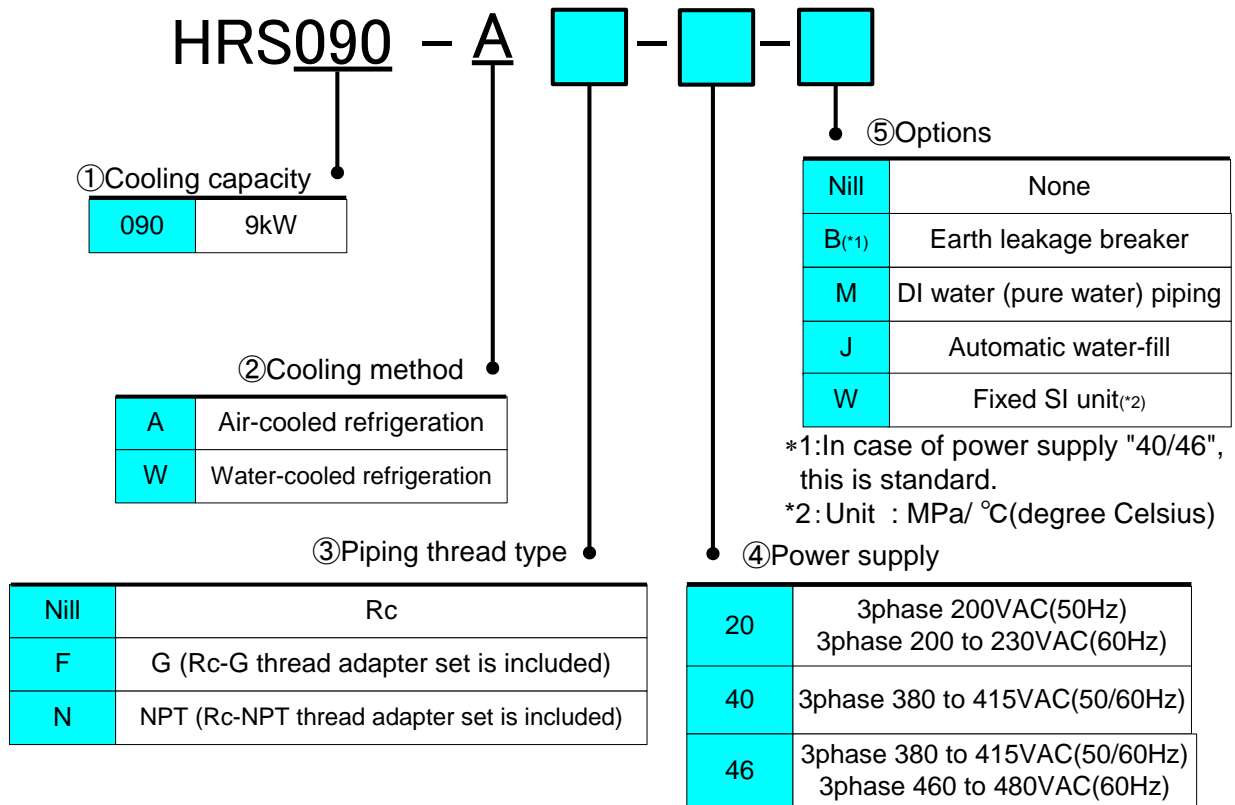 HRS090 - A - -
⑤Options
Nill None
B(*1) Earth leakage breaker
M DI water (pure water) piping
J Automatic water-fill
W Fixed SI unit(*2)
*1:In case of power supply "40/46",
this is standard.
*2:Unit : MPa/ ℃(degree Celsius)
①Cooling capacity
090 9kW
②Cooling method
A Air-cooled refrigeration
W Water-cooled refrigeration
③Piping thread type
Nill Rc
F G (Rc-G thread adapter set is included)
N NPT (Rc-NPT thread adapter set is included)
④Power supply
20 3phase 200VAC(50Hz)
3phase 200 to 230VAC(60Hz)
40 3phase 380 to 415VAC(50/60Hz)
46 3phase 380 to 415VAC(50/60Hz)
3phase 460 to 480VAC(60Hz)